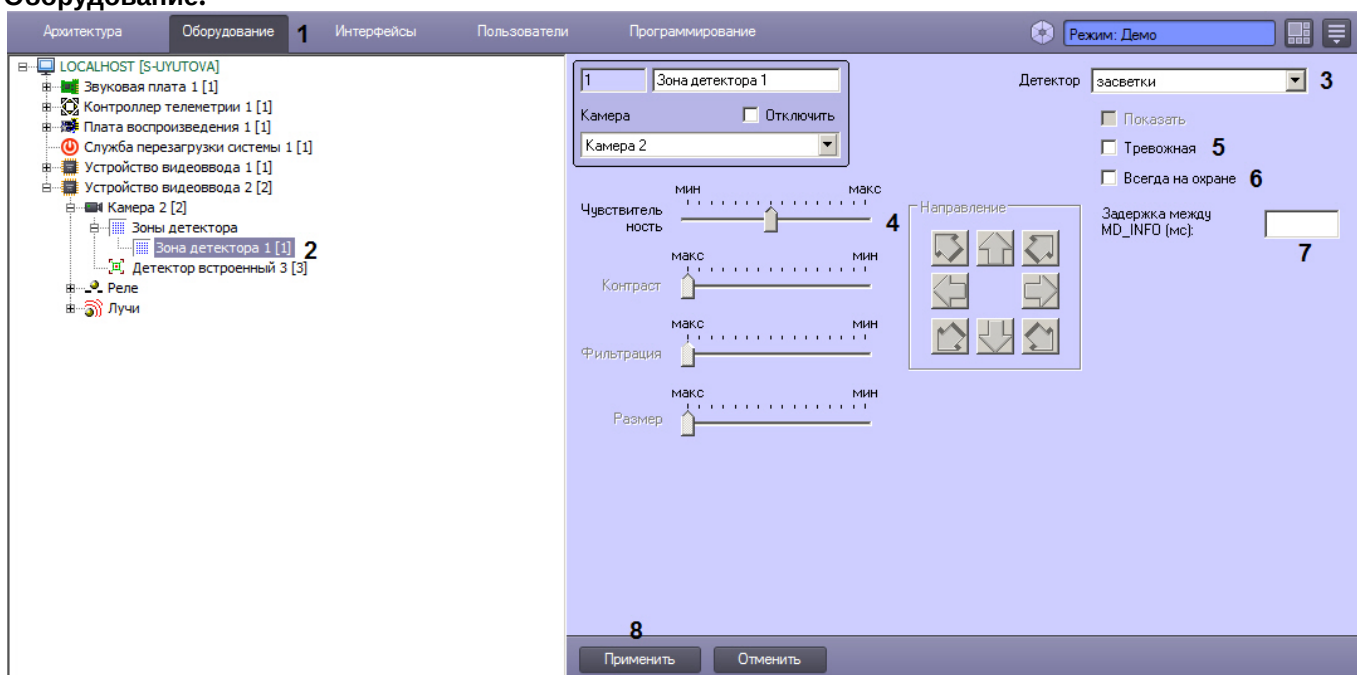 Оборудование.
Архитектура Оборудование 1 Интерфейсы Пользователи Программирование Режим: Демо
LOCALHOST [S-UYUTOVA]
Звуковая плата 1 [1]
Контроллер телеметрии 1 [1]
Плата воспроизведения 1 [1]
Служба перезагрузки системы 1 [1]
Устройство видеоввода 1 [1]
Устройство видеоввода 2 [2]
Камера 2 [2]
Зоны детектора
Зона детектора 1 [1] 2
Детектор встроенный 3 [3]
Реле
Лучи
1 Зона детектора 1
Камера Отключить
Камера 2
мин макс
Чувствитель
ность 4
макс мин
Контраст
макс мин
Фильтрация
макс мин
Размер
Направление
Детектор засветки 3
Показать
Тревожная 5
Всегда на охране 6
Задержка между
MD_INFO (мс):
7
8
Применить Отменить